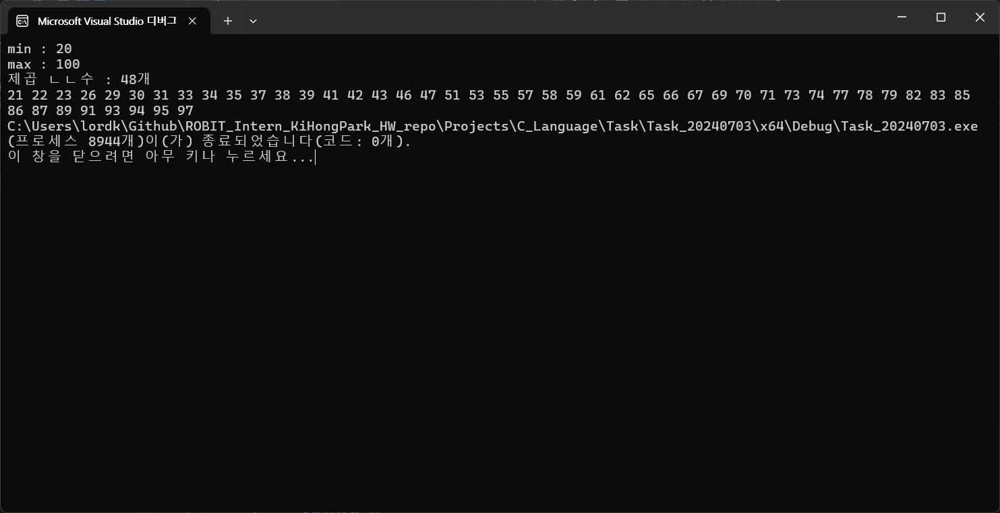 Microsoft Visual Studio 디버그
min : 20
max : 100
제곱 ㄴㄴ수 : 48개
21 22 23 26 29 30 31 33 34 35 37 38 39 41 42 43 46 47 51 53 55 57 58 59 61 62 65 66 67 69 70 71 73 74 77 78 79 82 83 85
86 87 89 91 93 94 95 97
C:\Users\lordk\Github\ROBIT_Intern_KiHongPark_HW_repo\Projects\C_Language\Task\Task_20240703\x64\Debug\Task_20240703.exe
(프로세스 8944개)이(가) 종료되었습니다(코드: 0개).
이 창을 닫으려면 아무 키나 누르세요...